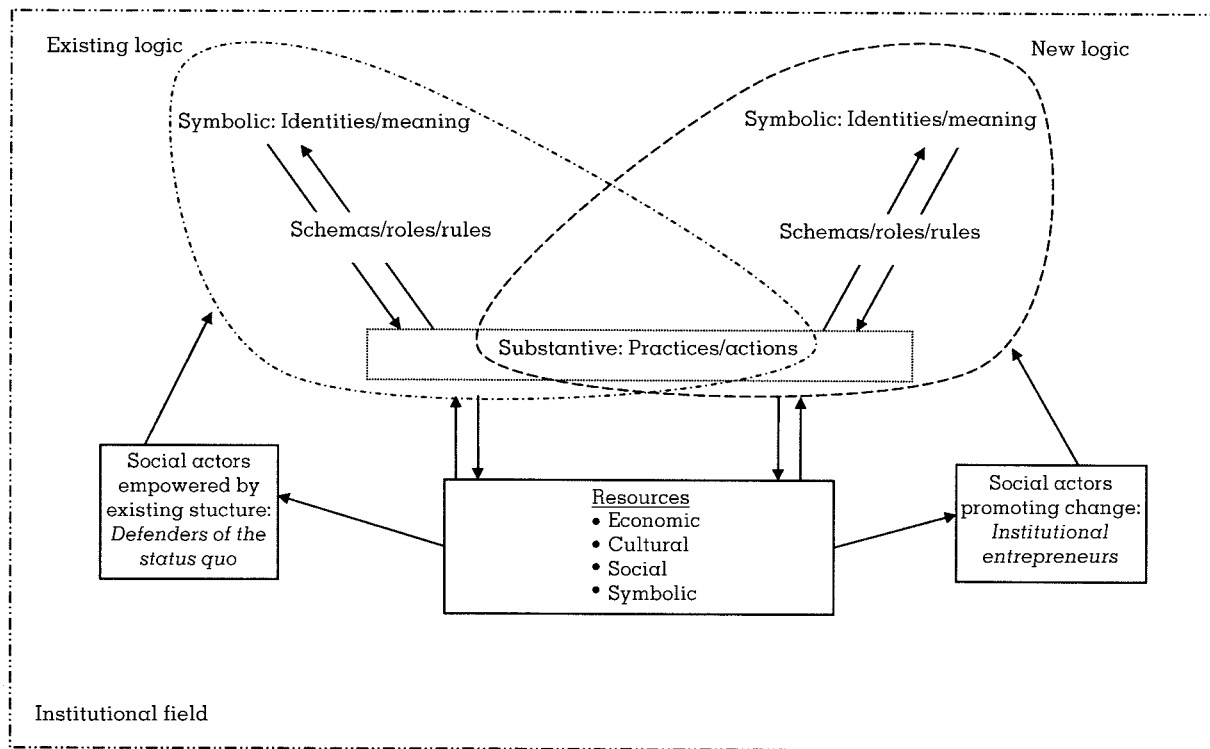 Existing logic
New logic
Symbolic: Identities/meaning
Symbolic: Identities/meaning
Schemas/roles/rules
Schemas/roles/rules
Substantive: Practices/actions
Social actors
empowered by
existing stucture:
Defenders of the
status quo
Resources
• Economic
• Cultural
• Social
• Symbolic
Social actors
promoting change:
Institutional
entrepreneurs
Institutional field